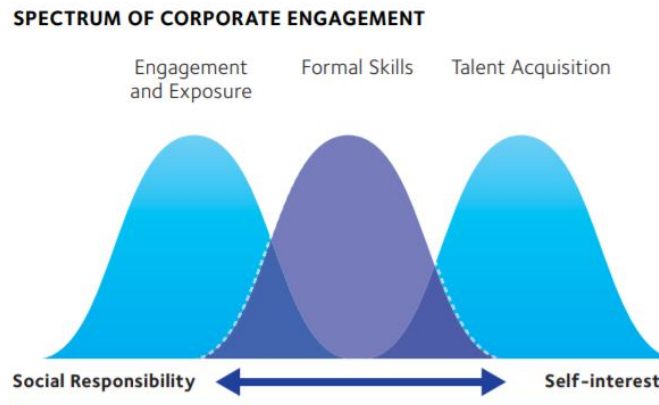 SPECTRUM OF CORPORATE ENGAGEMENT
Engagement
and Exposure
Formal Skills
Talent Acquisition
Social Responsibility
Self-interest